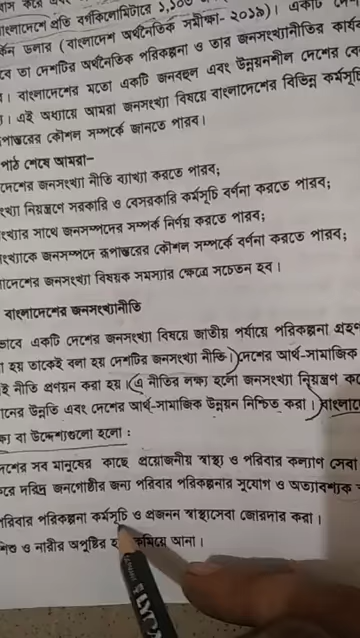 বাংলাদেশে প্রতি বর্গকিলোমিটারে ১,১০৩
ডলার (বাংলাদেশ অর্থনৈতিক সমীক্ষা- ২০১৯)। একটি
তা দেশটির অর্থনৈতিক পরিকল্পনা ও তার জনসংখ্যানীতির
। বাংলাদেশের মতো একটি জনবহুল এবং উন্নয়নশীল দেশের
। এই অধ্যায়ে আমরা জনসংখ্যা বিষয়ে বাংলাদেশের বিভিন্ন কর্মসূচি
কৌশল সম্পর্কে জানতে পারব।
পাঠ শেষে আমরা–
জনসংখ্যা নীতি ব্যাখ্যা করতে পারব;
নিয়ন্ত্রণে সরকারি ও বেসরকারি কর্মসূচি বর্ণনা করতে পারব;
সাথে জনসম্পদের সম্পর্ক নির্ণয় করতে পারব;
জনসম্পদে রূপান্তরের কৌশল সম্পর্কে বর্ণনা করতে পারব;
জনসংখ্যা বিষয়ক সমস্যার ক্ষেত্রে সচেতন হব।
বাংলাদেশের জনসংখ্যানীতি
একটি দেশের জনসংখ্যা বিষয়ে জাতীয় পর্যায়ে পরিকল্পনা গ্রহণ
হয় তাকেই বলা হয় দেশটির জনসংখ্যা নীতি। দেশের আর্থ-সামাজিক
নীতি প্রণয়ন করা হয়। এ নীতির লক্ষ্য হলো জনসংখ্যা নিয়ন্ত্রণ
উন্নতি এবং দেশের আর্থ-সামাজিক উন্নয়ন নিশ্চিত করা।
বা উদ্দেশ্যগুলো হলো :
সব মানুষের কাছে প্রয়োজনীয় স্বাস্থ্য ও পরিবার কল্যাণ সেবা
দরিদ্র জনগোষ্ঠীর জন্য পরিবার পরিকল্পনার সুযোগ ও অত্যাবশ্যক
পরিবার পরিকল্পনা কর্মসূচি ও প্রজনন স্বাস্থ্যসেবা জোরদার করা।
ও নারীর অপুষ্টির কমিয়ে আনা।